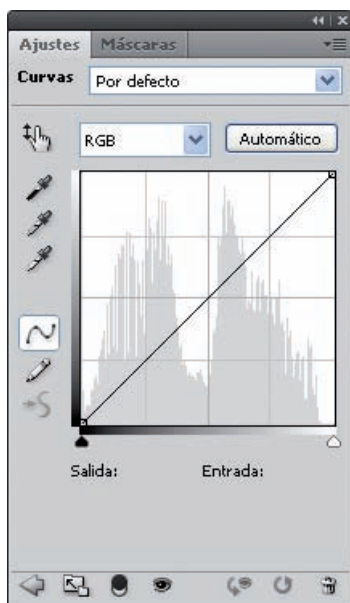 Ajustes Máscaras
Curvas Por defecto
RGB Automático
Salida: Entrada: